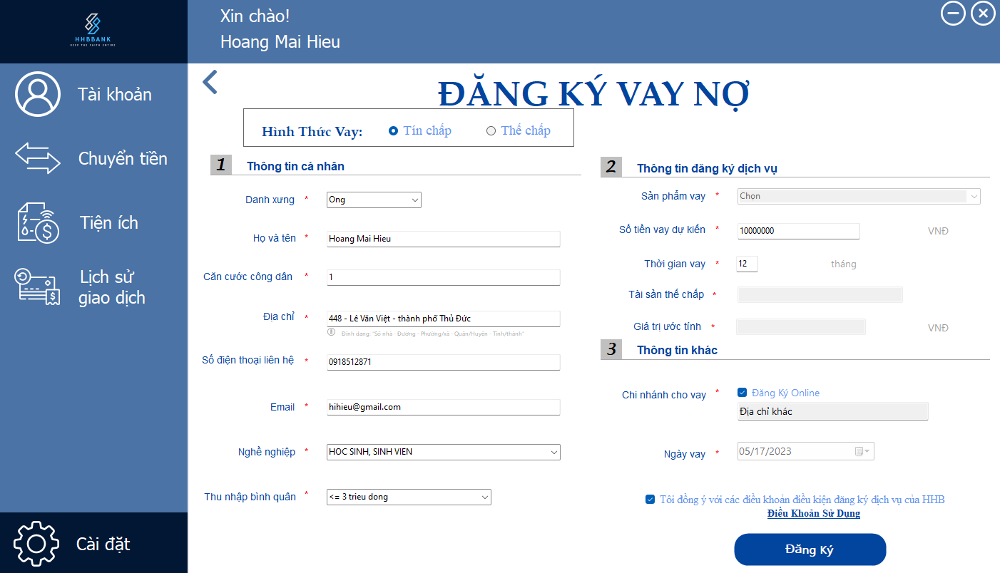 HHBBANK
KEEP THE FAITH ENTIRE
Xin chào!
Hoang Mai Hieu
Tài khoản
Chuyển tiền
Tiện ích
Lịch sử
giao dịch
Cài đặt
ĐĂNG KÝ VAY NỢ
Hình Thức Vay: Tín chấp Thế chấp
1 Thông tin cá nhân
Danh xưng * Ong
Họ và tên * Hoang Mai Hieu
Căn cước công dân * 1
Địa chỉ * 448 - Lê Văn Việt - thành phố Thủ Đức
Định dạng: "Số nhà - Đường - Phường/xã - Quận/Huyện - Tỉnh/thành"
Số điện thoại liên hệ * 0918512871
Email * hihieu@gmail.com
Nghề nghiệp * HOC SINH, SINH VIEN
Thu nhập bình quân * <= 3 trieu dong
2 Thông tin đăng ký dịch vụ
Sản phẩm vay * Chọn
Số tiền vay dự kiến * 10000000 VNĐ
Thời gian vay * 12 tháng
Tài sản thế chấp *
Giá trị ước tính * VNĐ
3 Thông tin khác
Chi nhánh cho vay * Đăng Ký Online
Địa chỉ khác
Ngày vay * 05/17/2023
Tôi đồng ý với các điều khoản điều kiện đăng ký dịch vụ của HHB
Điều Khoản Sử Dụng
Đăng Ký